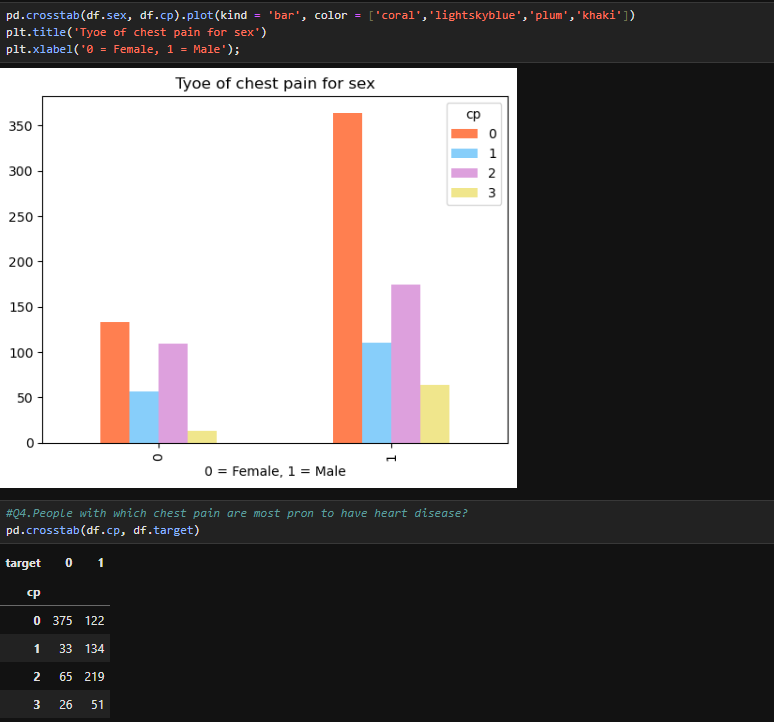 pd.crosstab(df.sex, df.cp).plot(kind = 'bar', color = ['coral','lightskyblue','plum','khaki'])
plt.title('Tyoe of chest pain for sex')
plt.xlabel('0 = Female, 1 = Male');
Tyoe of chest pain for sex
cp
0
1
2
3
350
300
250
200
150
100
50
0
0 1
0 = Female, 1 = Male
#Q4.People with which chest pain are most pron to have heart disease?
pd.crosstab(df.cp, df.target)
target 0 1
cp
0 375 122
1 33 134
2 65 219
3 26 51